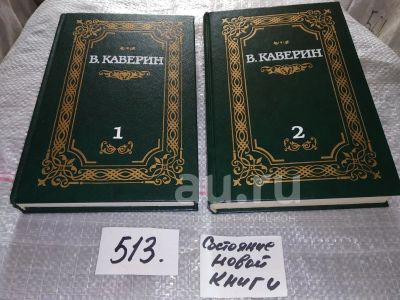 В. КАВЕРИН
1
В. КАВЕРИН
2
au.ru
513.
Состояние
новой
книги